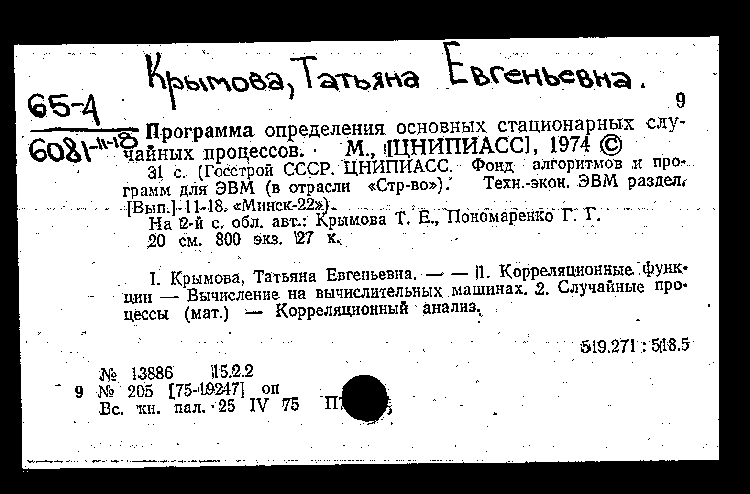 Крымова, Татьяна Евгеньевна.
65-4
6081-11-18
9
Программа определения основных стационарных слу-
чайных процессов. М., [ЦНИПИАСС], 1974 ©
31 с. (Госстрой СССР. ЦНИПИАСС. Фонд алгоритмов и про-
грамм для ЭВМ (в отрасли «Стр-во»). Техн.-экон. ЭВМ раздел.
[Вып.] 11-18. «Минск-22»).
На 2-й с. обл. авт.: Крымова Т. Е., Пономаренко Г. Г.
20 см. 800 экз. 27 к.
I. Крымова, Татьяна Евгеньевна. — — 1. Корреляционные функ-
ции — Вычисление на вычислительных машинах. 2. Случайные про-
цессы (мат.) — Корреляционный анализ.
519.271 : 518.5
№ 13886 15.2.2
9 № 205 [75-19247] оп
Вс. кн. пал. 25 IV 75